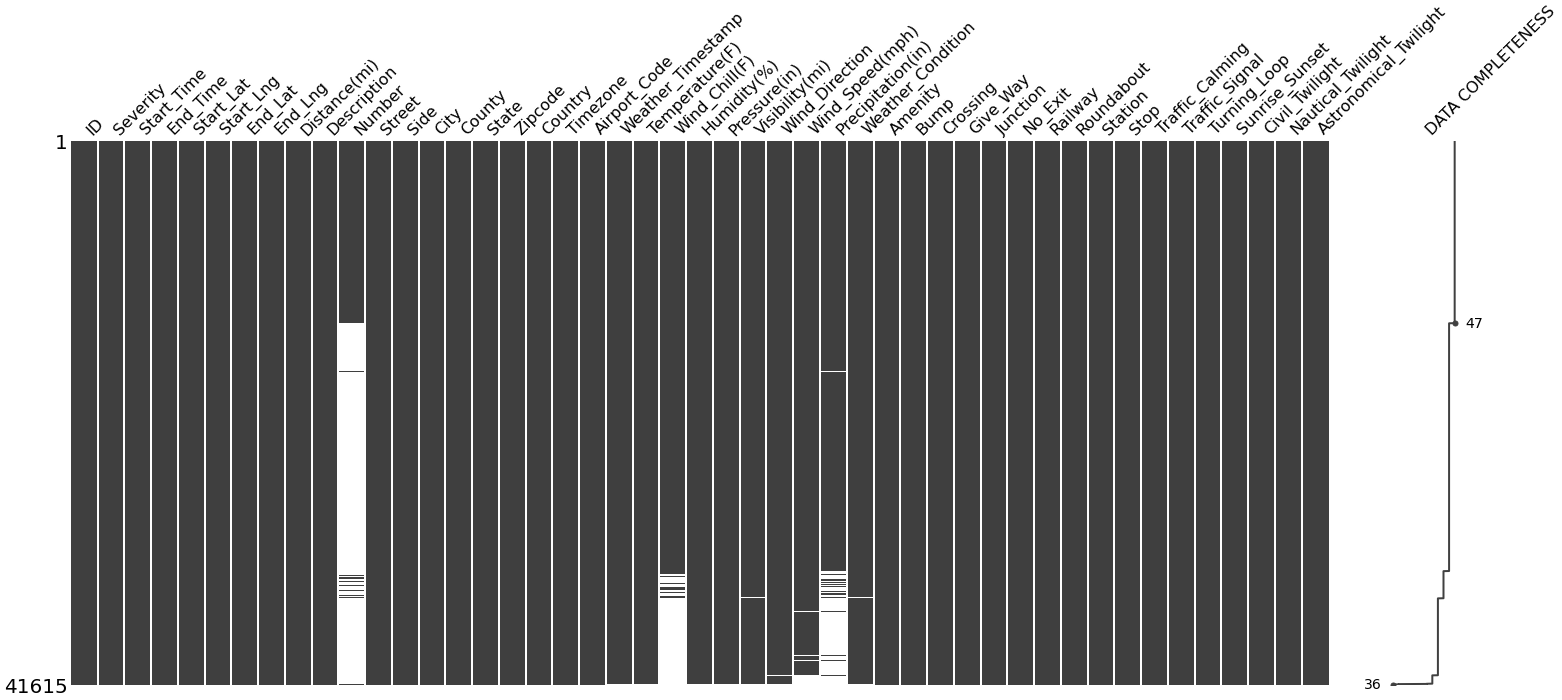 ID
Severity
Start_Time
End_Time
Start_Lat
Start_Lng
End_Lat
End_Lng
Distance(mi)
Description
Number
Street
Side
City
County
State
Zipcode
Country
Timezone
Airport_Code
Weather_Timestamp
Temperature(F)
Wind_Chill(F)
Humidity(%)
Pressure(in)
Visibility(mi)
Wind_Direction
Wind_Speed(mph)
Precipitation(in)
Weather_Condition
Amenity
Bump
Crossing
Give_Way
Junction
No_Exit
Railway
Roundabout
Station
Stop
Traffic_Calming
Traffic_Signal
Turning_Loop
Sunrise_Sunset
Civil_Twilight
Nautical_Twilight
Astronomical_Twilight
DATA COMPLETENESS
1
47
41615
36